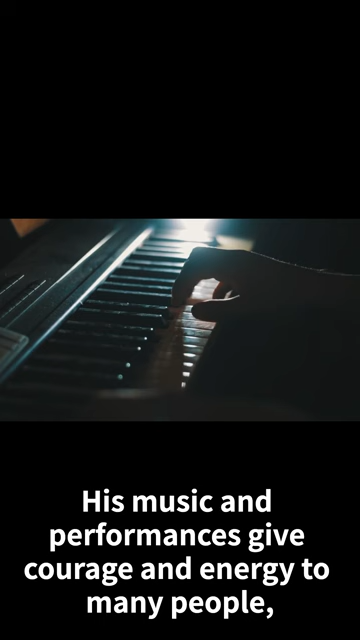 His music and
performances give
courage and energy to
many people,